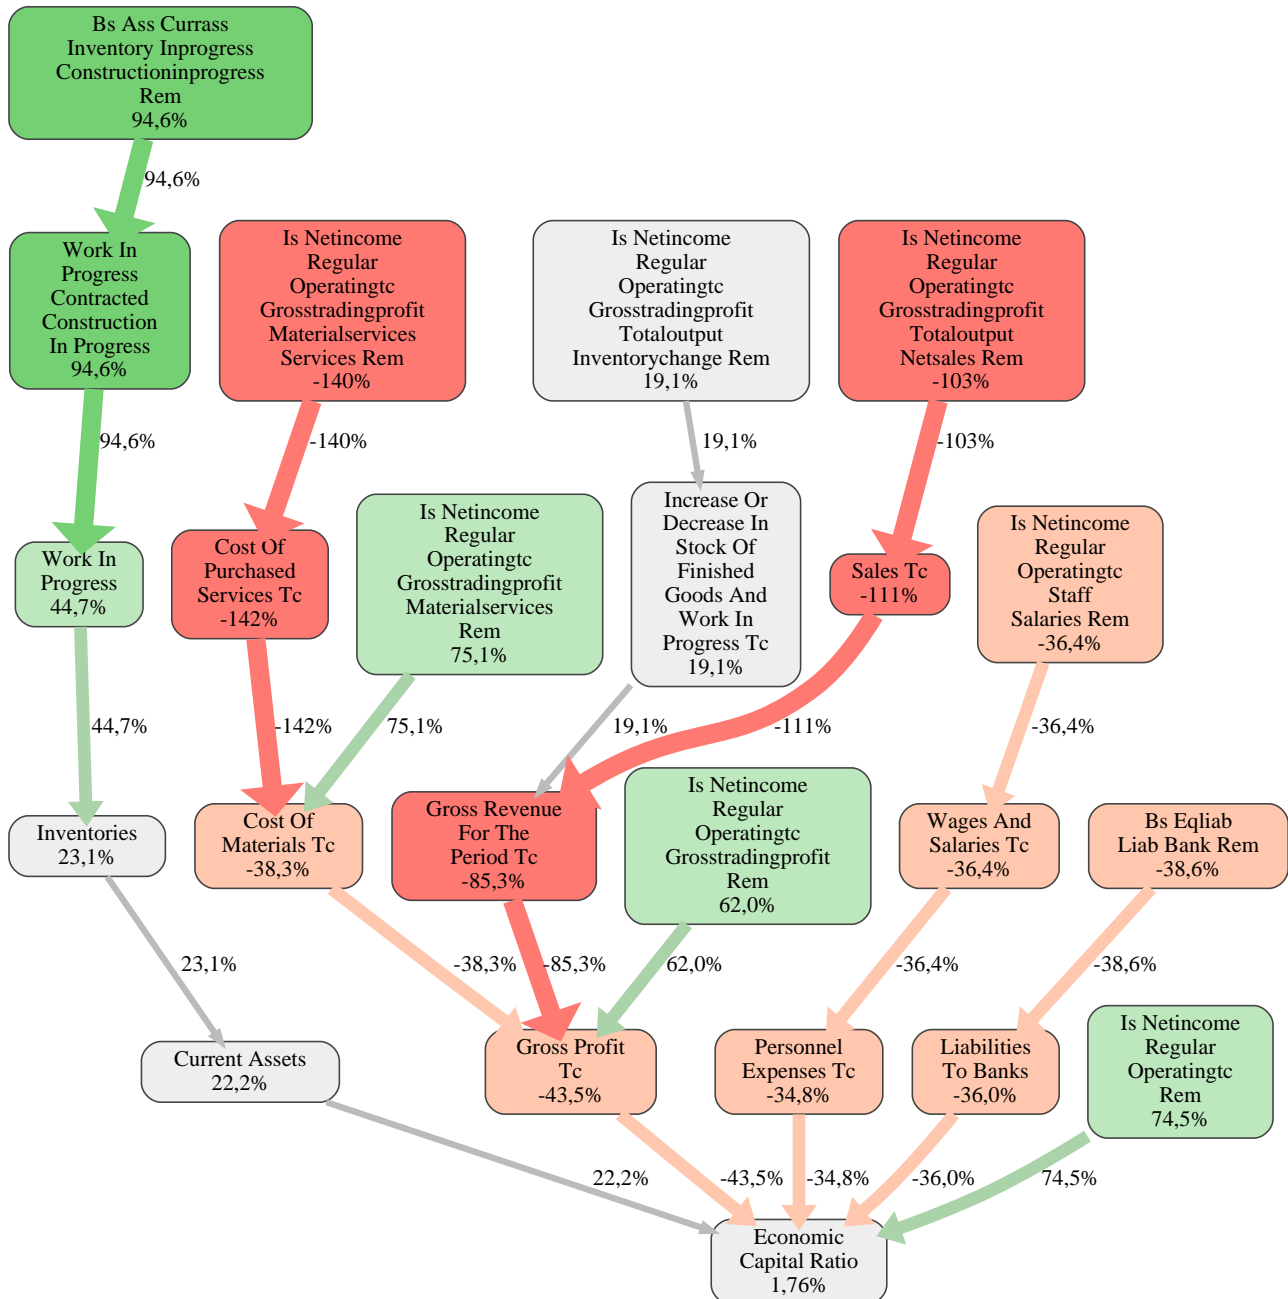 Bs Ass Currass
Inventory Inprogress
Constructioninprogress
Rem
94,6%
94,6%
Work In
Progress
Contracted
Construction
In Progress
94,6%
Is Netincome
Regular
Operatingtc
Grosstradingprofit
Materialservices
Services Rem
-140%
Is Netincome
Regular
Operatingtc
Grosstradingprofit
Totaloutput
Inventorychange Rem
19,1%
Is Netincome
Regular
Operatingtc
Grosstradingprofit
Totaloutput
Netsales Rem
-103%
94,6%
-140%
19,1%
-103%
Work In
Progress
44,7%
Cost Of
Purchased
Services Tc
-142%
Is Netincome
Regular
Operatingtc
Grosstradingprofit
Materialservices
Rem
75,1%
Increase Or
Decrease In
Stock Of
Finished
Goods And
Work In
Progress Tc
19,1%
Sales Tc
-111%
Is Netincome
Regular
Operatingtc
Staff
Salaries Rem
-36,4%
44,7%
-142%
75,1%
19,1%
-111%
-36,4%
Inventories
23,1%
Cost Of
Materials Tc
-38,3%
Gross Revenue
For The
Period Tc
-85,3%
Is Netincome
Regular
Operatingtc
Grosstradingprofit
Rem
62,0%
Wages And
Salaries Tc
-36,4%
Bs Eqliab
Liab Bank Rem
-38,6%
23,1%
-38,3%
-85,3%
62,0%
-36,4%
-38,6%
Current Assets
22,2%
Gross Profit
Tc
-43,5%
Personnel
Expenses Tc
-34,8%
Liabilities
To Banks
-36,0%
Is Netincome
Regular
Operatingtc
Rem
74,5%
22,2%
-43,5%
-34,8%
-36,0%
74,5%
Economic
Capital Ratio
1,76%